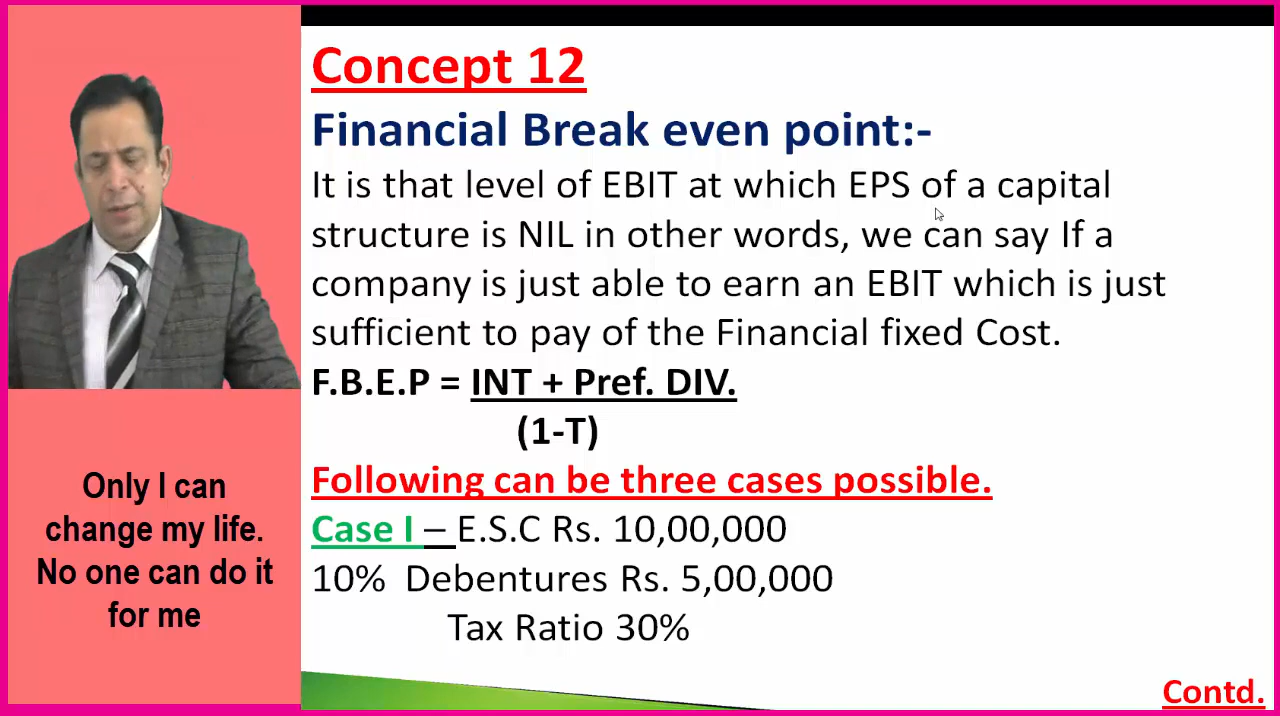 Concept 12
Financial Break even point:-
It is that level of EBIT at which EPS of a capital
structure is NIL in other words, we can say If a
company is just able to earn an EBIT which is just
sufficient to pay of the Financial fixed Cost.
F.B.E.P = INT + Pref. DIV.
(1-T)
Following can be three cases possible.
Case I – E.S.C Rs. 10,00,000
10% Debentures Rs. 5,00,000
Tax Ratio 30%
Contd.
Only I can
change my life.
No one can do it
for me